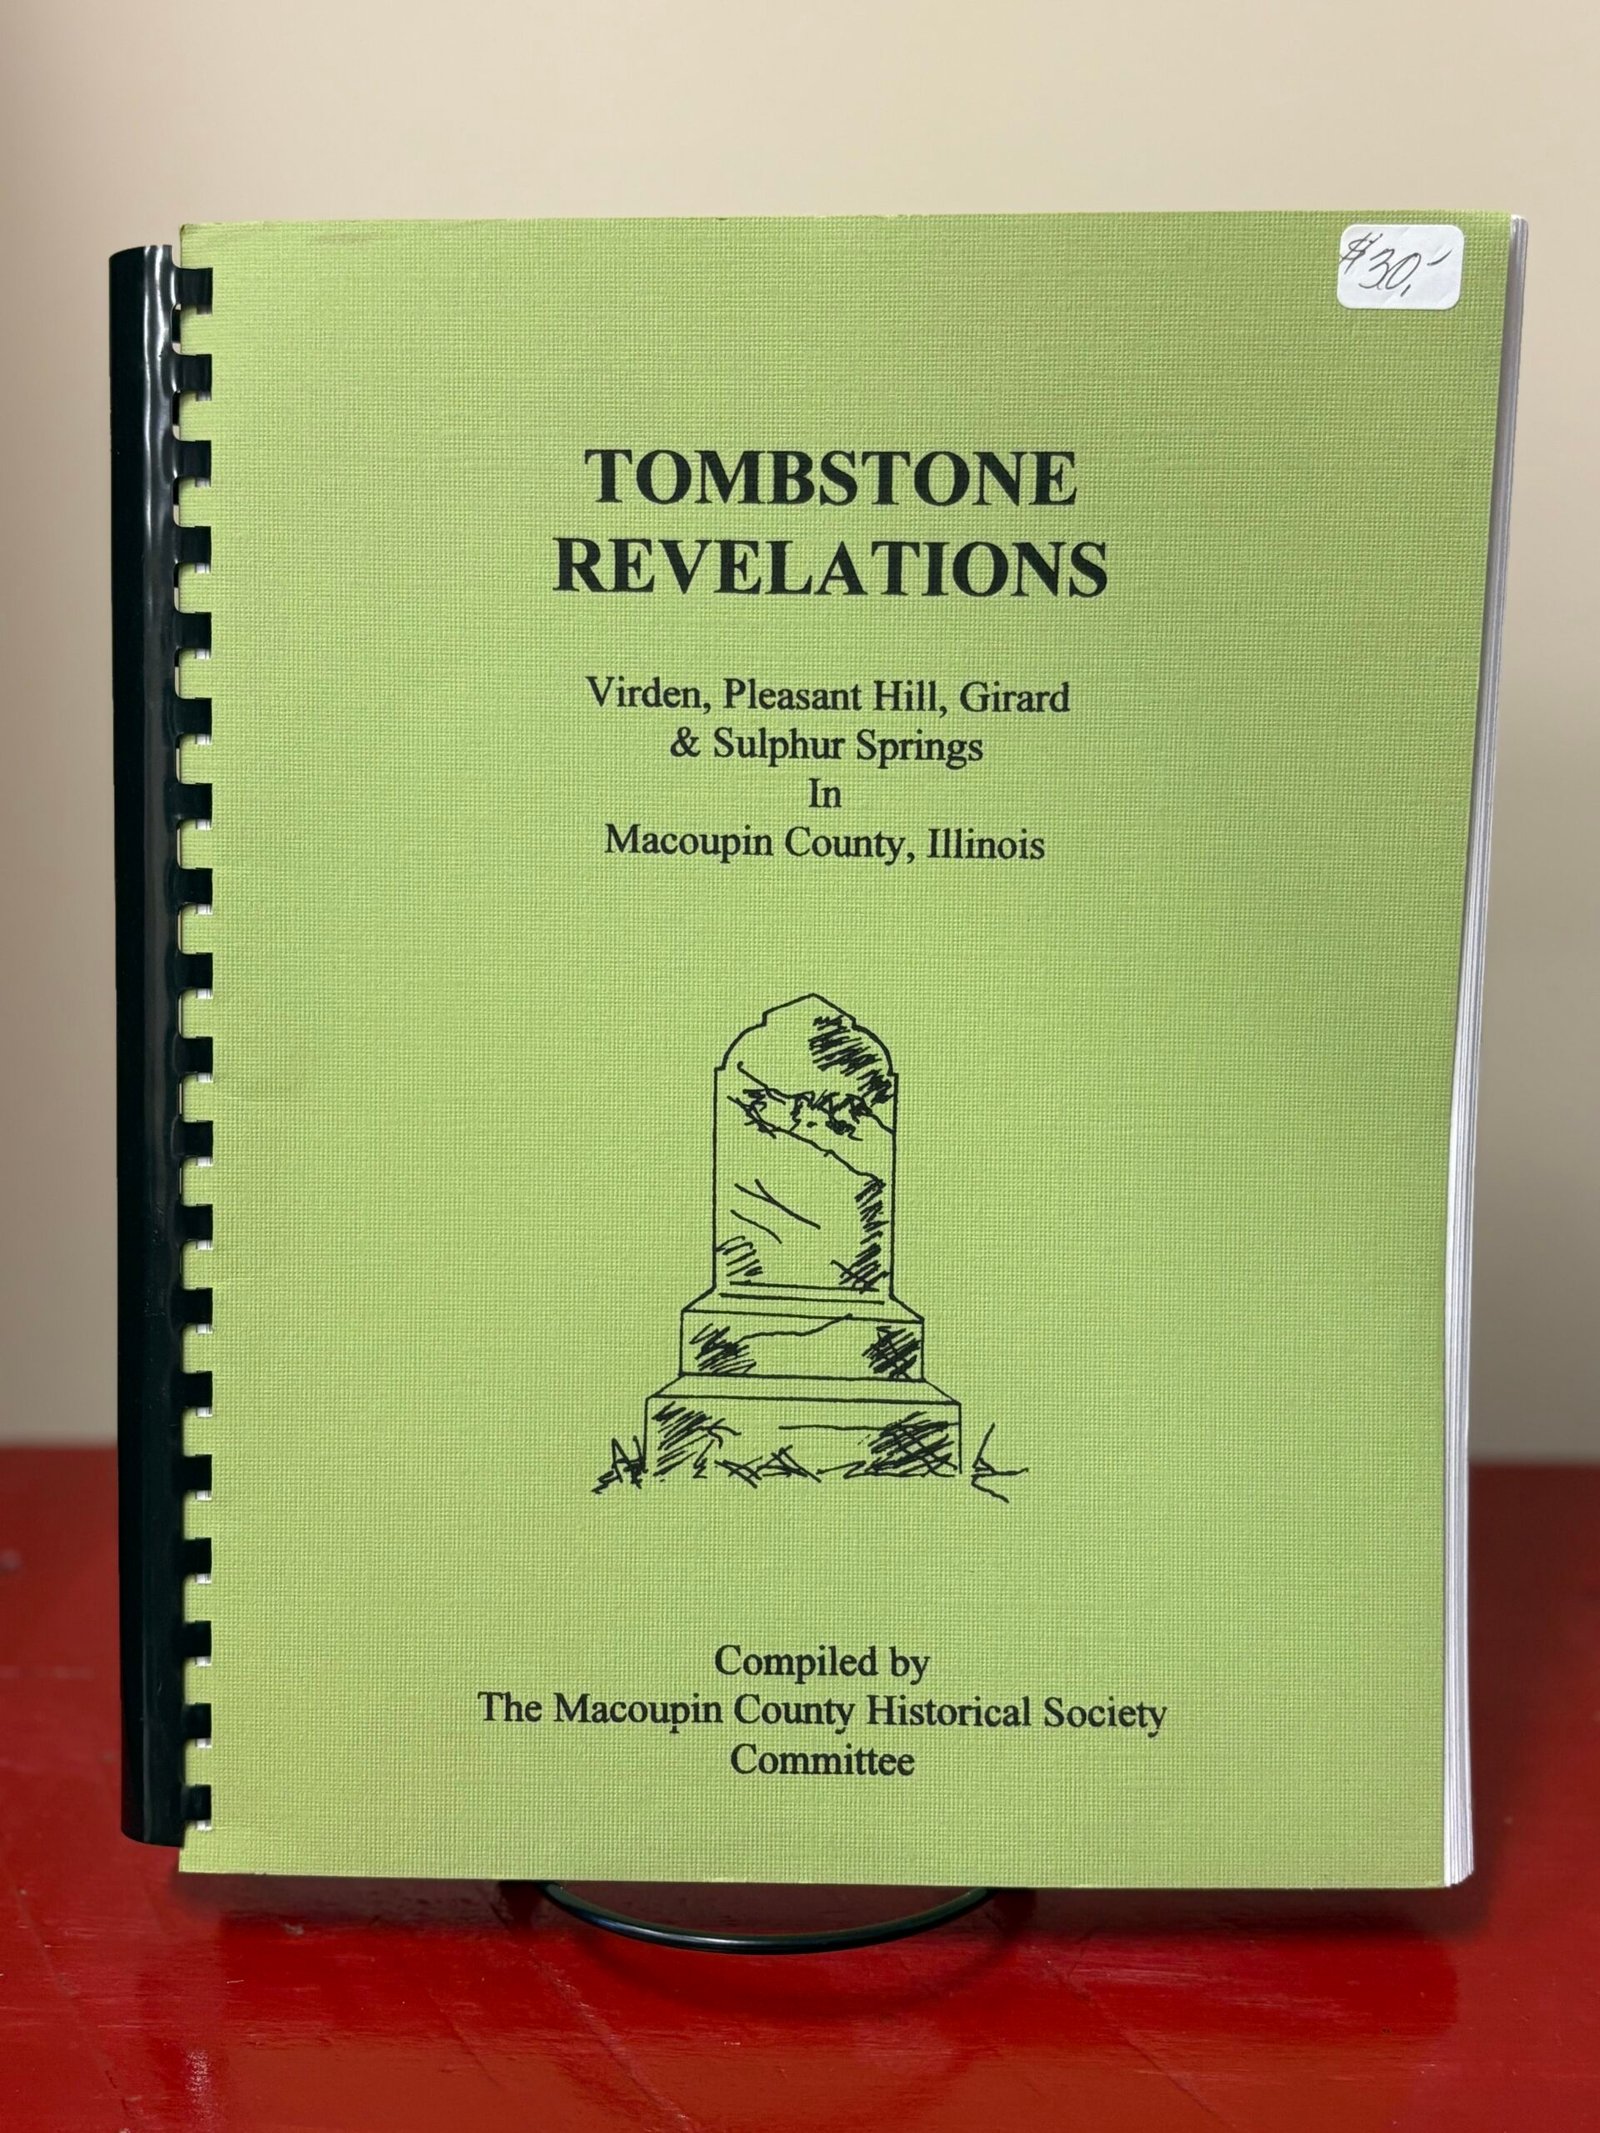 $30,-
TOMBSTONE
REVELATIONS
Virden, Pleasant Hill, Girard
& Sulphur Springs
In
Macoupin County, Illinois
Compiled by
The Macoupin County Historical Society
Committee